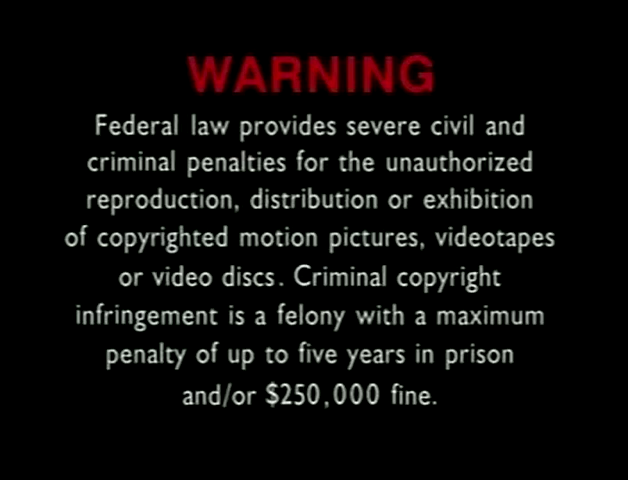 WARNING
Federal law provides severe civil and
criminal penalties for the unauthorized
reproduction, distribution or exhibition
of copyrighted motion pictures, videotapes
or video discs. Criminal copyright
infringement is a felony with a maximum
penalty of up to five years in prison
and/or $250,000 fine.